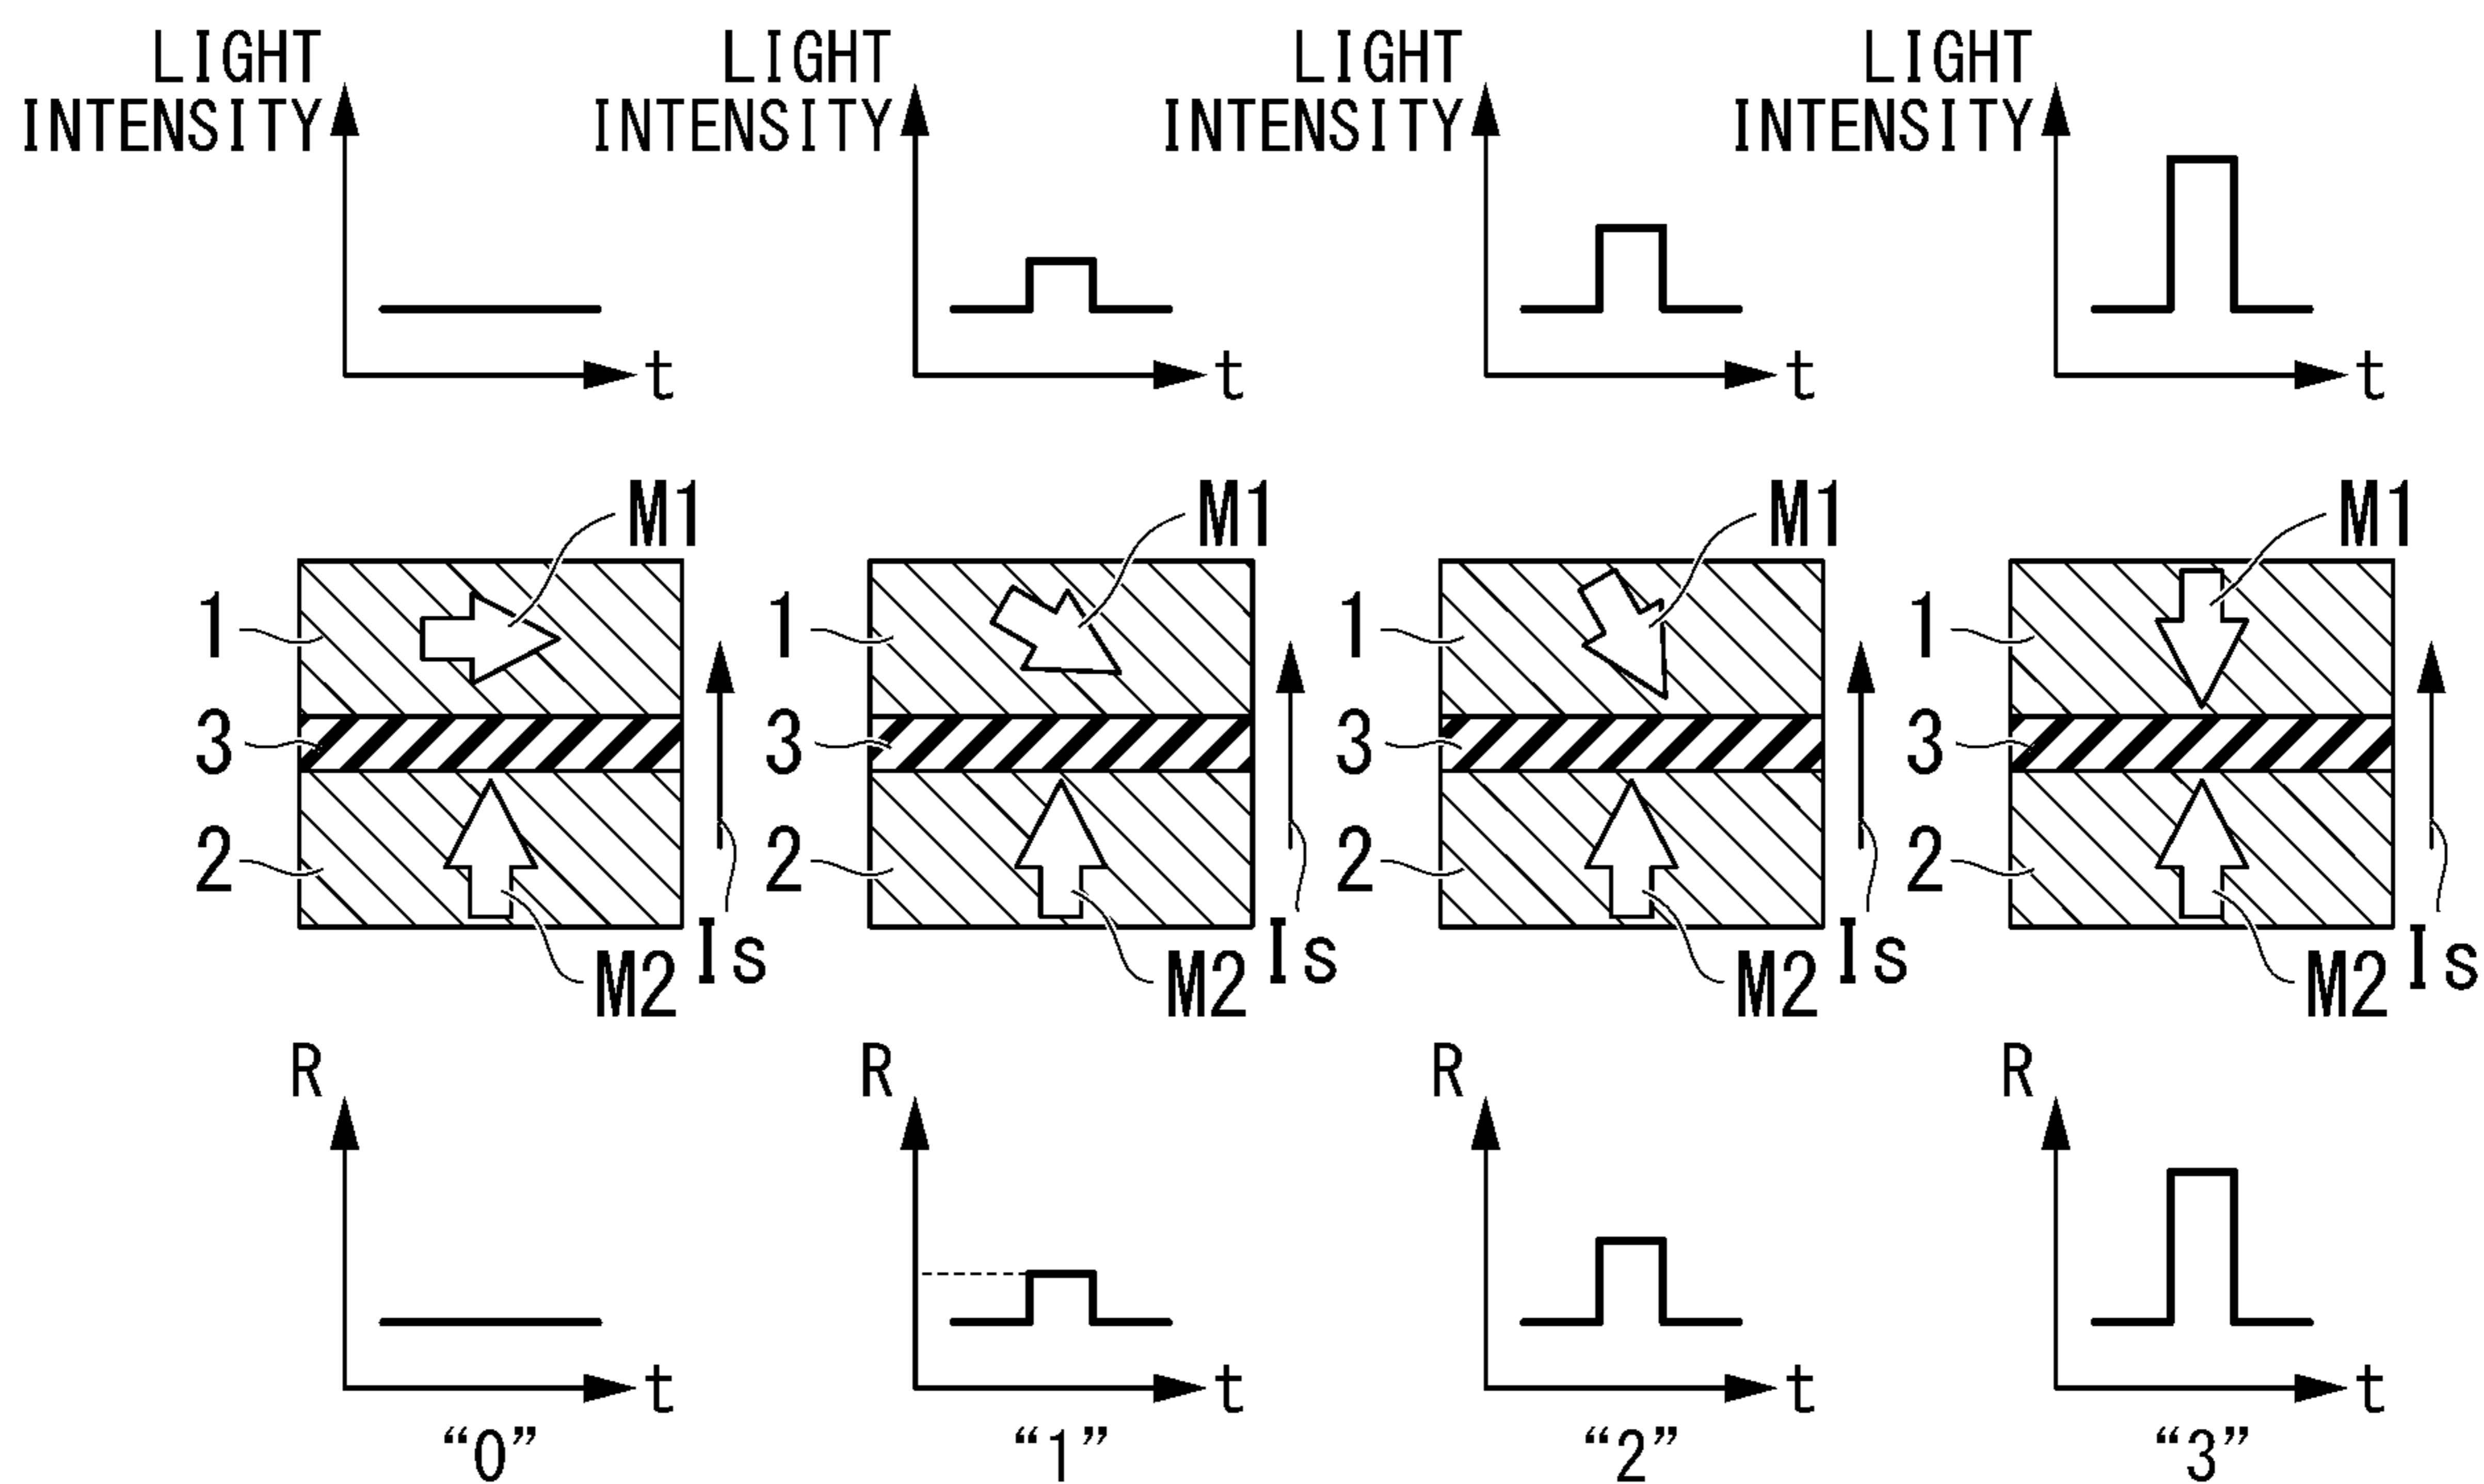 LIGHT INTENSITY
t
LIGHT INTENSITY
t
LIGHT INTENSITY
t
LIGHT INTENSITY
t
M1
1
3
2
M2
Is
M1
1
3
2
M2
Is
M1
1
3
2
M2
Is
M1
1
3
2
M2
Is
R
t
“0”
R
t
“1”
R
t
“2”
R
t
“3”